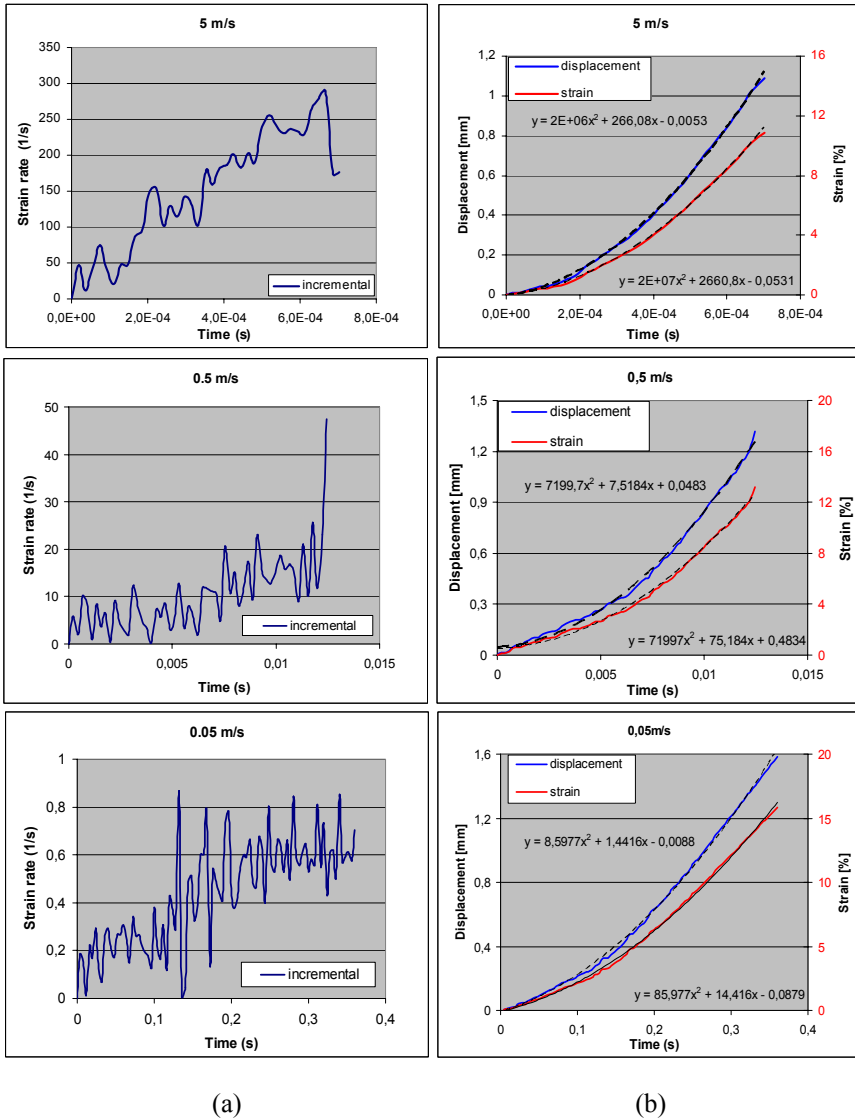 5 m/s
Strain rate (1/s)
350
300
250
200
150
100
50
0
0,0E+00 2,0E-04 4,0E-04 6,0E-04 8,0E-04
Time (s)
incremental
5 m/s
displacement
strain
y = 2E+06x² + 266,08x - 0,0053
y = 2E+07x² + 2660,8x - 0,0531
Displacement [mm]
1,2
1
0,8
0,6
0,4
0,2
0
Strain [%]
16
12
8
4
0
0,0E+00 2,0E-04 4,0E-04 6,0E-04 8,0E-04
Time (s)
0.5 m/s
Strain rate (1/s)
50
40
30
20
10
0
0 0,005 0,01 0,015
Time (s)
incremental
0,5 m/s
displacement
strain
y = 7199,7x² + 7,5184x + 0,0483
y = 71997x² + 75,184x + 0,4834
Displacement [mm]
1,5
1,2
0,9
0,6
0,3
0
Strain [%]
20
16
12
8
4
0
0 0,005 0,01 0,015
Time (s)
0.05 m/s
Strain rate (1/s)
1
0,8
0,6
0,4
0,2
0
0 0,1 0,2 0,3 0,4
Time (s)
incremental
0,05m/s
displacement
strain
y = 8,5977x² + 1,4416x - 0,0088
y = 85,977x² + 14,416x - 0,0879
Displacement [mm]
1,6
1,2
0,8
0,4
0
Strain [%]
20
15
10
5
0
0 0,1 0,2 0,3 0,4
Time (s)
(a) (b)